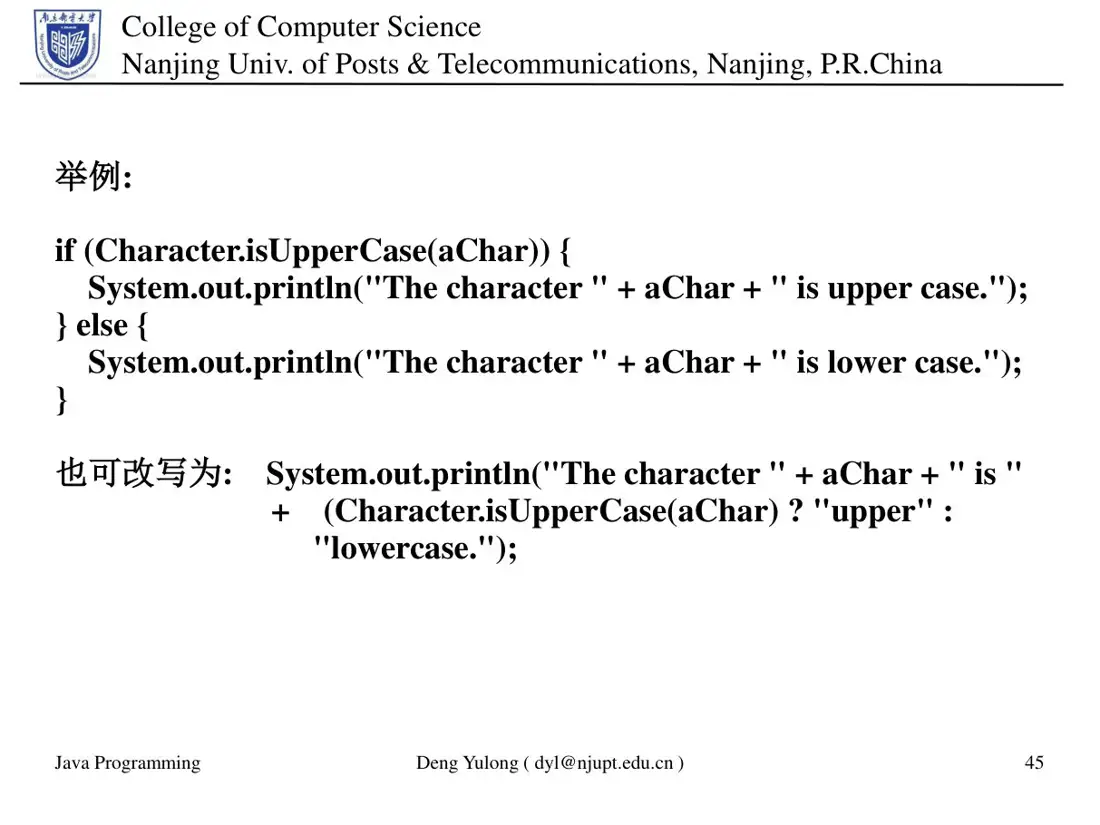 College of Computer Science
Nanjing Univ. of Posts & Telecommunications, Nanjing, P.R.China
举例:
if (Character.isUpperCase(aChar)) {
System.out.println("The character " + aChar + " is upper case.");
} else {
System.out.println("The character " + aChar + " is lower case.");
}
也可改写为: System.out.println("The character " + aChar + " is "
+ (Character.isUpperCase(aChar) ? "upper" :
"lowercase.");
Java Programming
Deng Yulong ( dyl@njupt.edu.cn )
45